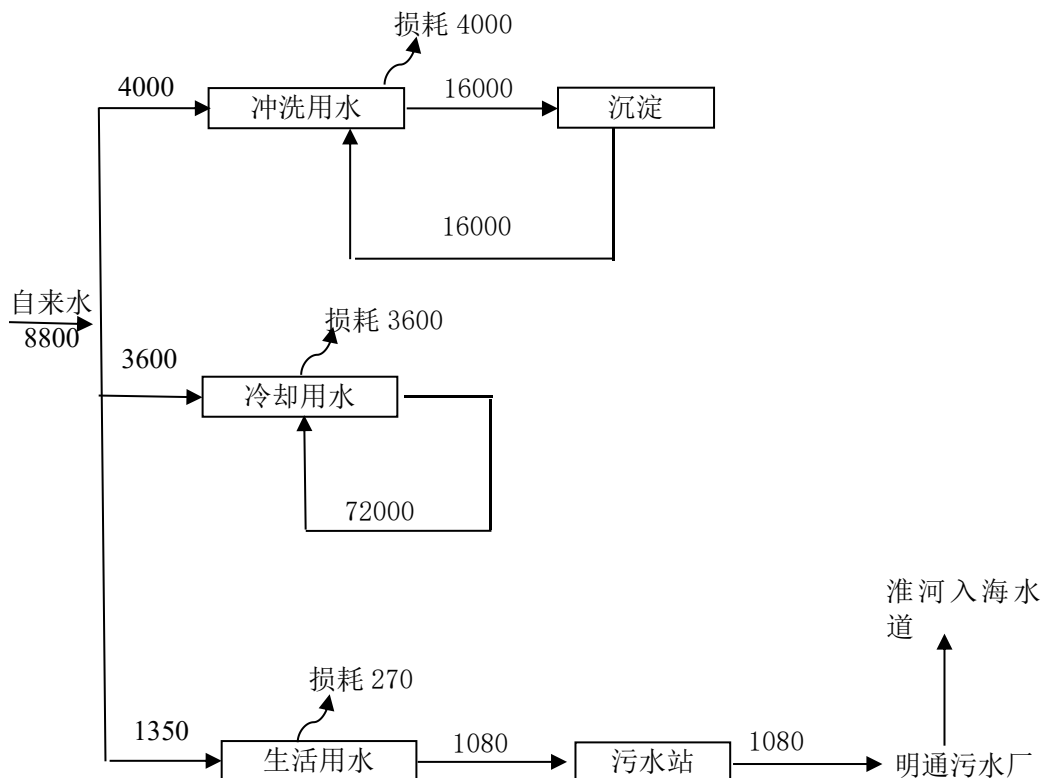 损耗 4000
4000
冲洗用水
16000
沉淀
16000
自来水
8800
损耗 3600
3600
冷却用水
72000
淮河入海水
道
损耗 270
1350
生活用水
1080
污水站
1080
明通污水厂